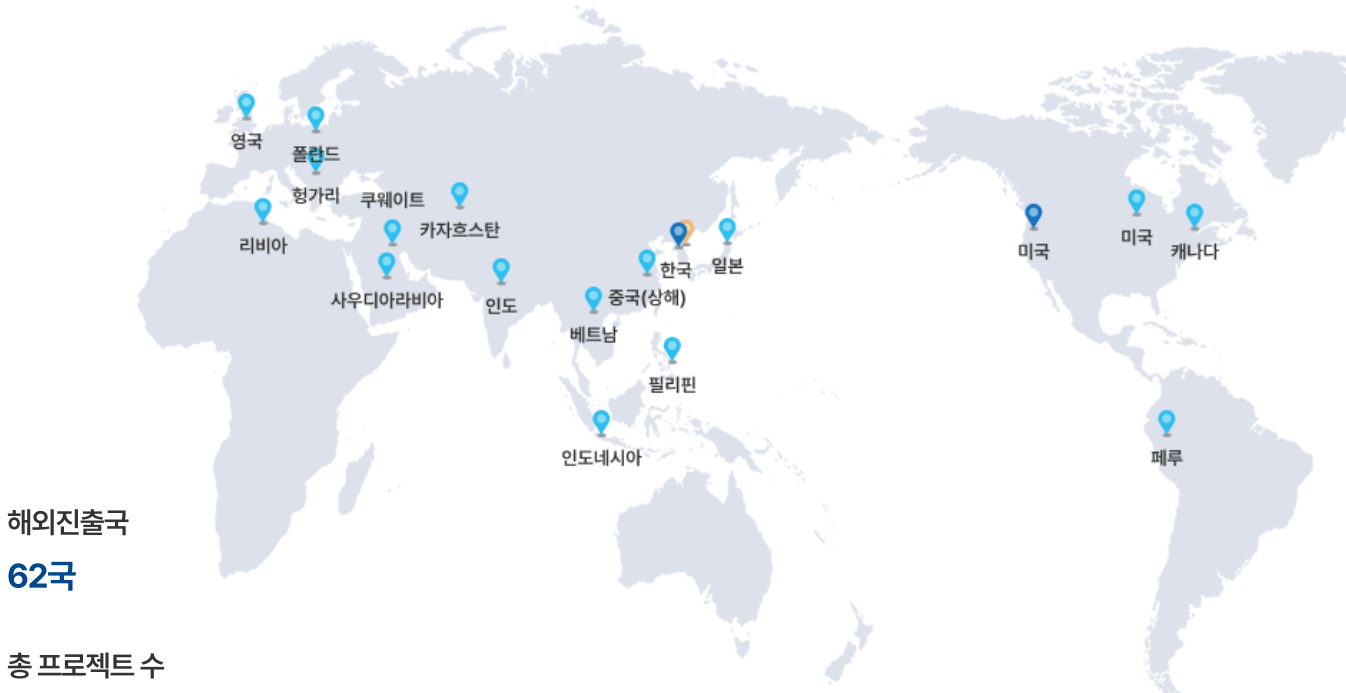 영국
폴란드
헝가리
쿠웨이트
카자흐스탄
리비아
사우디아라비아
인도
한국
일본
중국(상해)
베트남
필리핀
인도네시아
미국
미국
캐나다
페루
해외진출국
62국
총 프로젝트 수